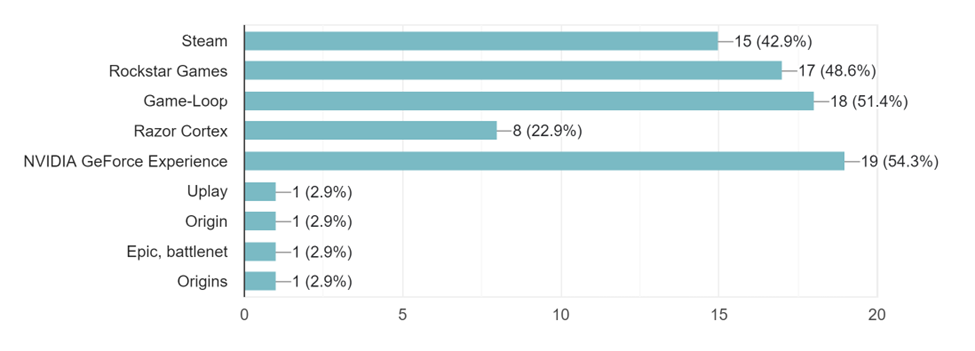 Steam 15 (42.9%)
Rockstar Games 17 (48.6%)
Game-Loop 18 (51.4%)
Razor Cortex 8 (22.9%)
NVIDIA GeForce Experience 19 (54.3%)
Uplay 1 (2.9%)
Origin 1 (2.9%)
Epic, battlenet 1 (2.9%)
Origins 1 (2.9%)
0 5 10 15 20